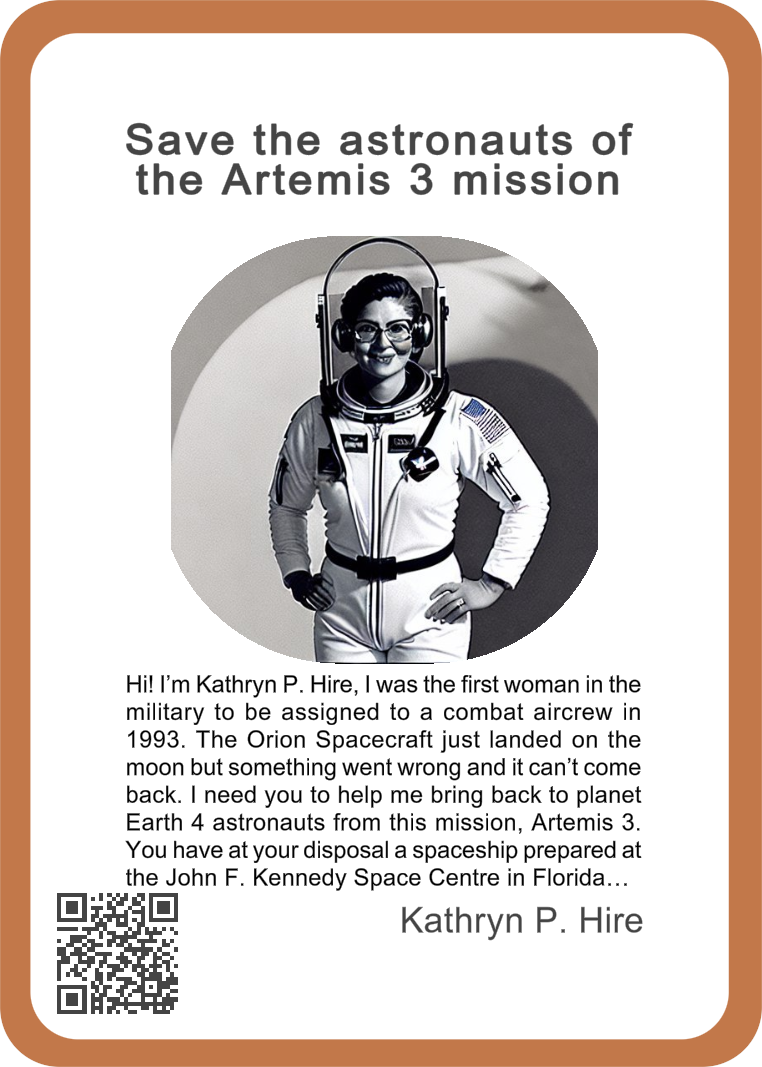 Save the astronauts of
the Artemis 3 mission
Hi! I’m Kathryn P. Hire, I was the first woman in the
military to be assigned to a combat aircrew in
1993. The Orion Spacecraft just landed on the
moon but something went wrong and it can’t come
back. I need you to help me bring back to planet
Earth 4 astronauts from this mission, Artemis 3.
You have at your disposal a spaceship prepared at
the John F. Kennedy Space Centre in Florida…
Kathryn P. Hire